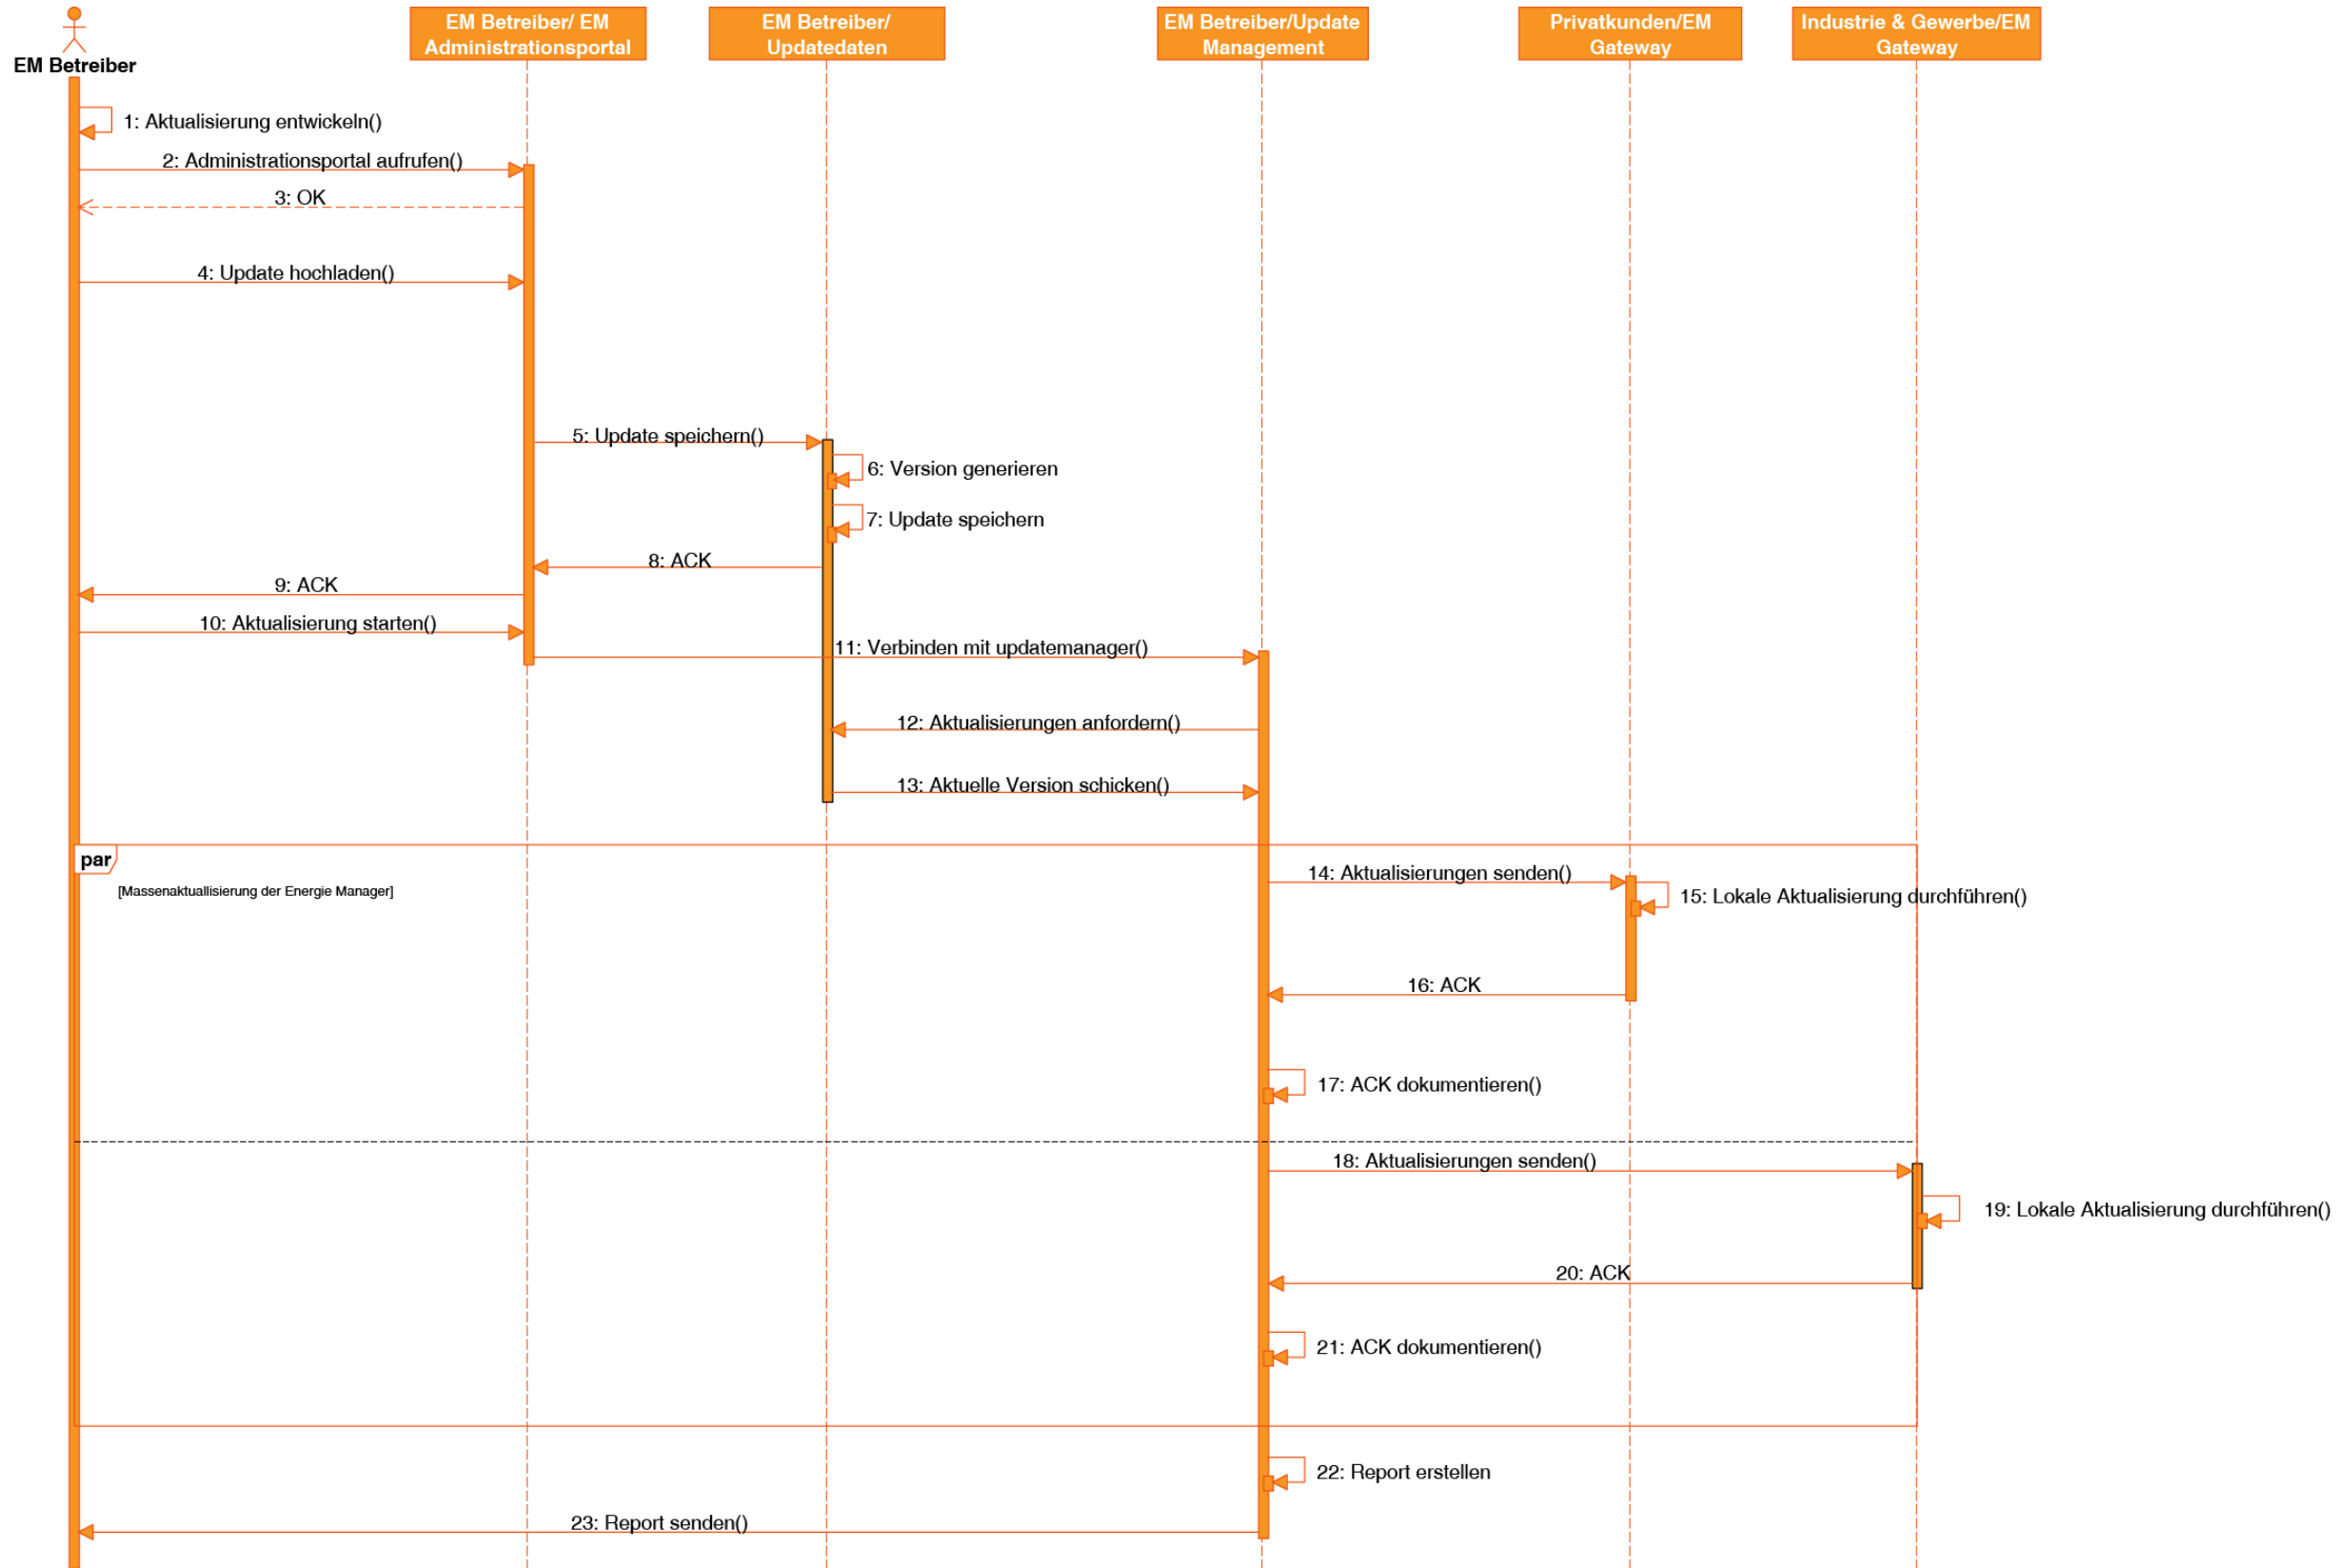 EM Betreiber
EM Betreiber/ EM
Administrationsportal
EM Betreiber/
Updatedaten
EM Betreiber/Update
Management
Privatkunden/EM
Gateway
Industrie & Gewerbe/EM
Gateway
1: Aktualisierung entwickeln()
2: Administrationsportal aufrufen()
3: OK
4: Update hochladen()
5: Update speichern()
6: Version generieren
7: Update speichern
8: ACK
9: ACK
10: Aktualisierung starten()
11: Verbinden mit updatemanager()
12: Aktualisierungen anfordern()
13: Aktuelle Version schicken()
par
[Massenaktuallisierung der Energie Manager]
14: Aktualisierungen senden()
15: Lokale Aktualisierung durchführen()
16: ACK
17: ACK dokumentieren()
18: Aktualisierungen senden()
19: Lokale Aktualisierung durchführen()
20: ACK
21: ACK dokumentieren()
22: Report erstellen
23: Report senden()